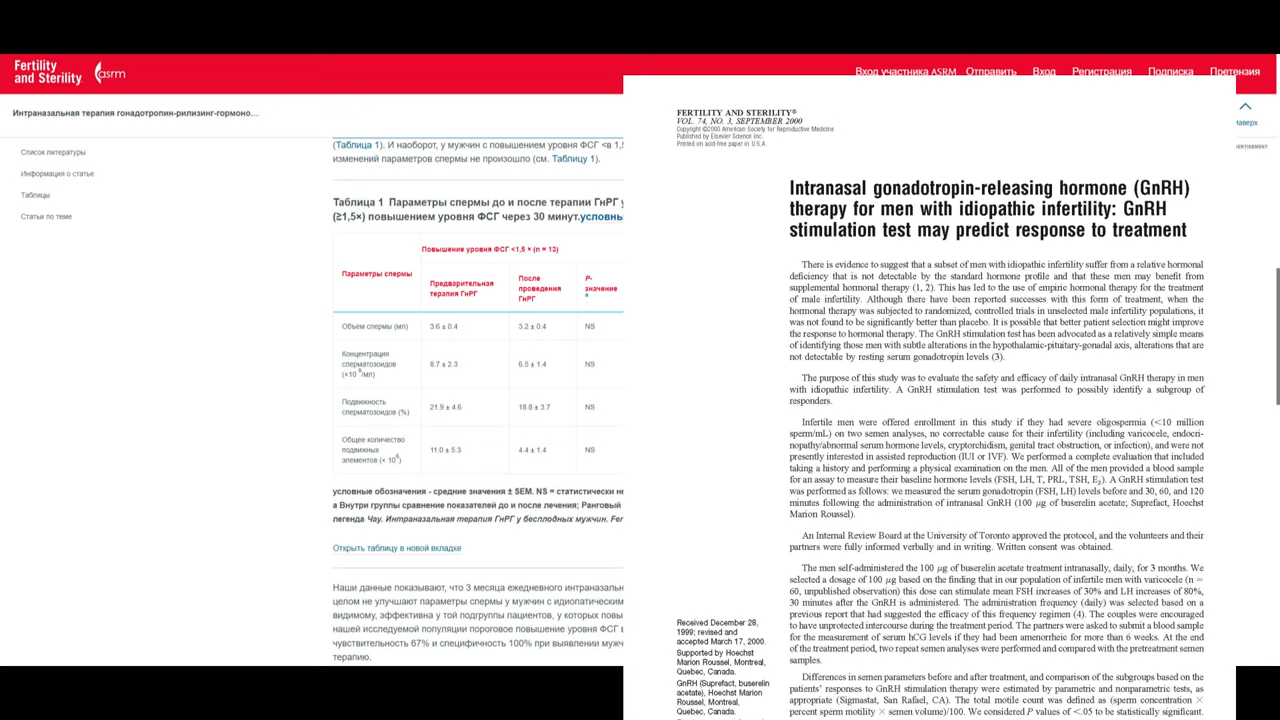 Fertility
and Sterility
asrm
Вход участника ASRM Отправить Вход Регистрация Подписка Претензия
Интраназальная терапия гонадотропин-рилизинг-гормоно…
Список литературы
Информация о статье
Таблицы
Статьи по теме
(Таблица 1). И наоборот, у мужчин с повышением уровня ФСГ <в 1,5
изменений параметров спермы не произошло (см. Таблицу 1).
Таблица 1 Параметры спермы до и после терапии ГнРГ у
(≥1,5×) повышением уровня ФСГ через 30 минут.условны
Параметры спермы
Повышение уровня ФСГ <1,5 × (n = 13)
Предварительная
терапия ГнРГ
После
проведения
ГнРГ
P-
значение
a
Объем спермы (мл) 3.6 ± 0.4 3.2 ± 0.4 NS
Концентрация
сперматозоидов
(×10⁶/мл)
8.7 ± 2.3 6.5 ± 1.4 NS
Подвижность
сперматозоидов (%)
21.9 ± 4.6 18.8 ± 3.7 NS
Общее количество
подвижных
элементов (× 10⁶)
11.0 ± 5.3 4.4 ± 1.4 NS
условные обозначения - средние значения ± SEM. NS = статистически не
a Внутри группы сравнение показателей до и после лечения; Ранговый
легенда Чау. Интраназальная терапия ГнРГ у бесплодных мужчин. Fer
Открыть таблицу в новой вкладке
Наши данные показывают, что 3 месяца ежедневного интраназальн
целом не улучшают параметры спермы у мужчин с идиопатическим
видимому, эффективна у той подгруппы пациентов, у которых повы
нашей исследуемой популяции пороговое повышение уровня ФСГ в
чувствительность 67% и специфичность 100% при выявлении мужч
терапию.
FERTILITY AND STERILITY®
VOL. 74, NO. 3, SEPTEMBER 2000
Copyright ©2000 American Society for Reproductive Medicine
Published by Elsevier Science Inc.
Printed on acid-free paper in U.S.A.
Intranasal gonadotropin-releasing hormone (GnRH)
therapy for men with idiopathic infertility: GnRH
stimulation test may predict response to treatment
There is evidence to suggest that a subset of men with idiopathic infertility suffer from a relative hormonal
deficiency that is not detectable by the standard hormone profile and that these men may benefit from
supplemental hormonal therapy (1, 2). This has led to the use of empiric hormonal therapy for the treatment
of male infertility. Although there have been reported successes with this form of treatment, when the
hormonal therapy was subjected to randomized, controlled trials in unselected male infertility populations, it
was not found to be significantly better than placebo. It is possible that better patient selection might improve
the response to hormonal therapy. The GnRH stimulation test has been advocated as a relatively simple means
of identifying those men with subtle alterations in the hypothalamic-pituitary-gonadal axis, alterations that are
not detectable by resting serum gonadotropin levels (3).
The purpose of this study was to evaluate the safety and efficacy of daily intranasal GnRH therapy in men
with idiopathic infertility. A GnRH stimulation test was performed to possibly identify a subgroup of
responders.
Infertile men were offered enrollment in this study if they had severe oligospermia (<10 million
sperm/mL) on two semen analyses, no correctable cause for their infertility (including varicocele, endocri-
nopathy/abnormal serum hormone levels, cryptorchidism, genital tract obstruction, or infection), and were not
presently interested in assisted reproduction (IUI or IVF). We performed a complete evaluation that included
taking a history and performing a physical examination on the men. All of the men provided a blood sample
for an assay to measure their baseline hormone levels (FSH, LH, T, PRL, TSH, E₂). A GnRH stimulation test
was performed as follows: we measured the serum gonadotropin (FSH, LH) levels before and 30, 60, and 120
minutes following the administration of intranasal GnRH (100 μg of buserelin acetate; Suprefact, Hoechst
Marion Roussel).
An Internal Review Board at the University of Toronto approved the protocol, and the volunteers and their
partners were fully informed verbally and in writing. Written consent was obtained.
The men self-administered the 100 μg of buserelin acetate treatment intranasally, daily, for 3 months. We
selected a dosage of 100 μg based on the finding that in our population of infertile men with varicocele (n =
60, unpublished observation) this dose can stimulate mean FSH increases of 30% and LH increases of 80%,
30 minutes after the GnRH is administered. The administration frequency (daily) was selected based on a
previous report that had suggested the efficacy of this frequency regimen (4). The couples were encouraged
to have unprotected intercourse during the treatment period. The partners were asked to submit a blood sample
for the measurement of serum hCG levels if they had been amenorrheic for more than 6 weeks. At the end
of the treatment period, two repeat semen analyses were performed and compared with the pretreatment semen
samples.
Differences in semen parameters before and after treatment, and comparison of the subgroups based on the
patients' responses to GnRH stimulation therapy were estimated by parametric and nonparametric tests, as
appropriate (Sigmastat, San Rafael, CA). The total motile count was defined as (sperm concentration ×
percent sperm motility × semen volume)/100. We considered P values of <.05 to be statistically significant.
Received December 28,
1999; revised and
accepted March 17, 2000.
Supported by Hoechst
Marion Roussel, Montreal,
Quebec, Canada.
GnRH (Suprefact, buserelin
acetate), Hoechst Marion
Roussel, Montreal,
Quebec, Canada.
Наверх